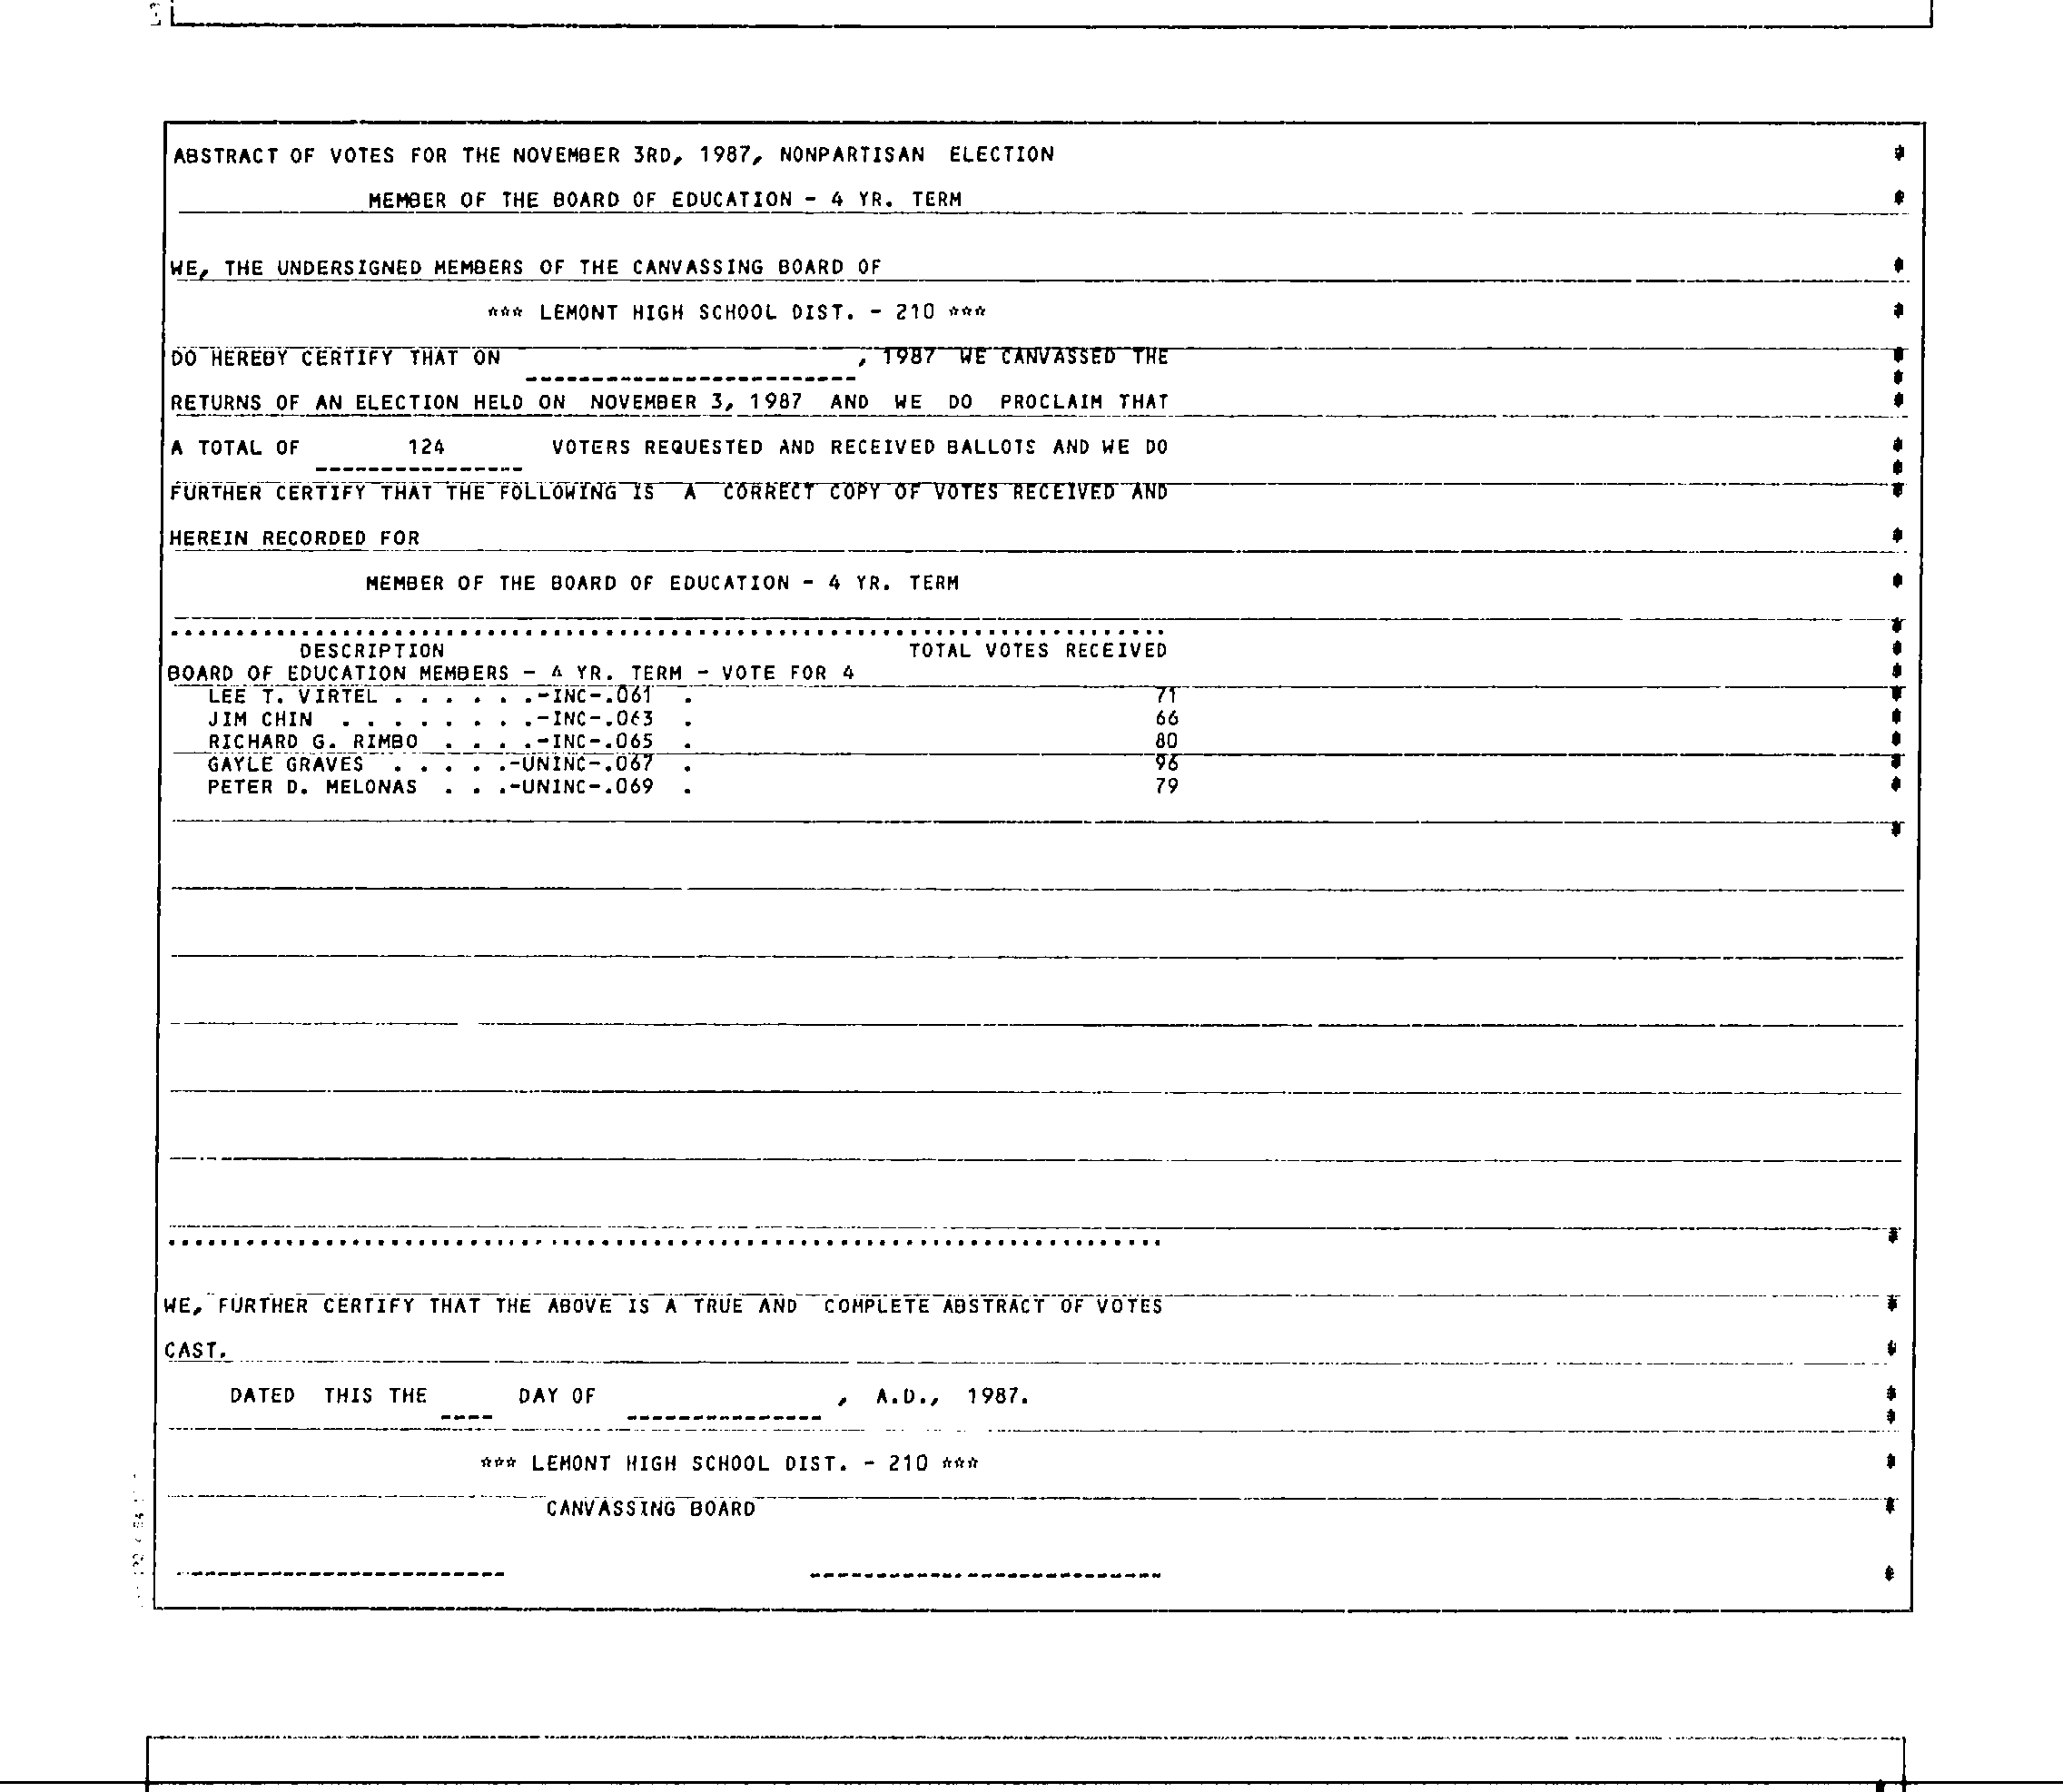 ABSTRACT OF VOTES FOR THE NOVEMBER 3RD, 1987, NONPARTISAN ELECTION
MEMBER OF THE BOARD OF EDUCATION - 4 YR. TERM
WE, THE UNDERSIGNED MEMBERS OF THE CANVASSING BOARD OF
*** LEMONT HIGH SCHOOL DIST. - 210 ***
DO HEREBY CERTIFY THAT ON , 1987 WE CANVASSED THE
RETURNS OF AN ELECTION HELD ON NOVEMBER 3, 1987 AND WE DO PROCLAIM THAT
A TOTAL OF 124 VOTERS REQUESTED AND RECEIVED BALLOTS AND WE DO
FURTHER CERTIFY THAT THE FOLLOWING IS A CORRECT COPY OF VOTES RECEIVED AND
HEREIN RECORDED FOR
MEMBER OF THE BOARD OF EDUCATION - 4 YR. TERM
DESCRIPTION TOTAL VOTES RECEIVED
BOARD OF EDUCATION MEMBERS - 4 YR. TERM - VOTE FOR 4
LEE T. VIRTEL . . . . . .-INC-.061 . 71
JIM CHIN . . . . . . . .-INC-.063 . 66
RICHARD G. RIMBO . . . .-INC-.065 . 80
GAYLE GRAVES . . . . .-UNINC-.067 . 96
PETER D. MELONAS . . .-UNINC-.069 . 79
WE, FURTHER CERTIFY THAT THE ABOVE IS A TRUE AND COMPLETE ABSTRACT OF VOTES
CAST.
DATED THIS THE DAY OF , A.D., 1987.
*** LEMONT HIGH SCHOOL DIST. - 210 ***
CANVASSING BOARD